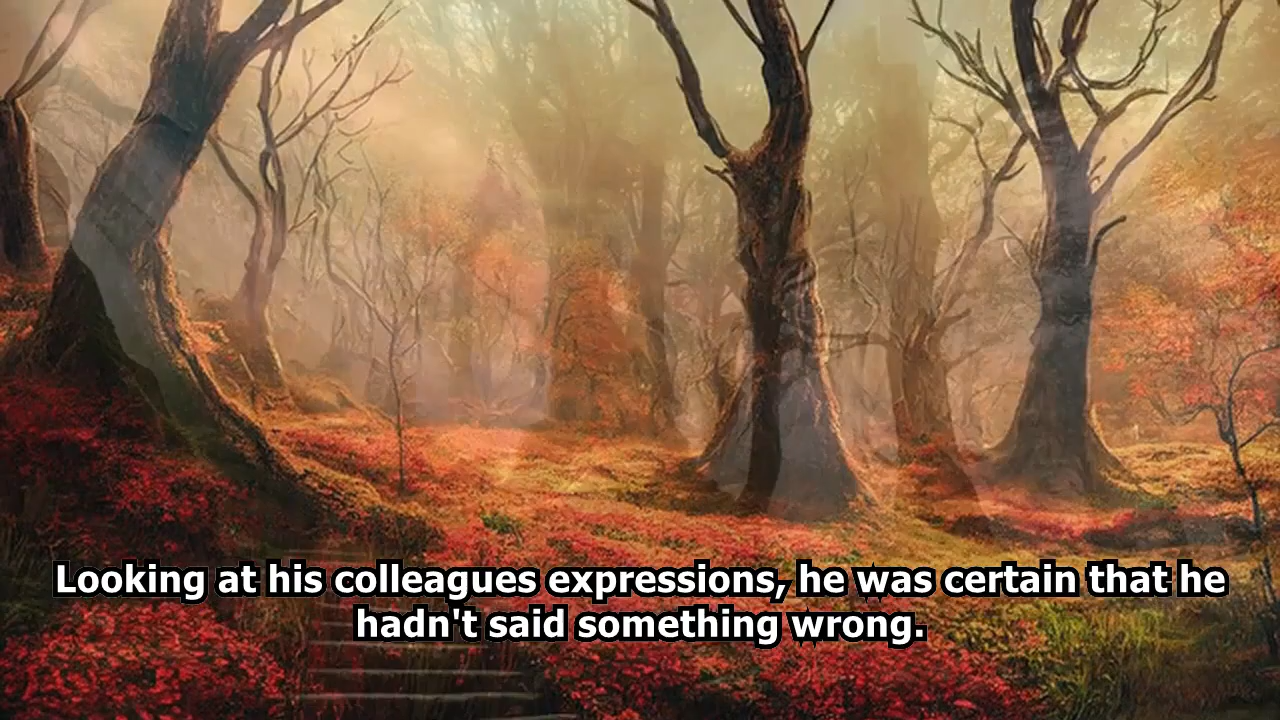 Looking at his colleagues expressions, he was certain that he
hadn't said something wrong.